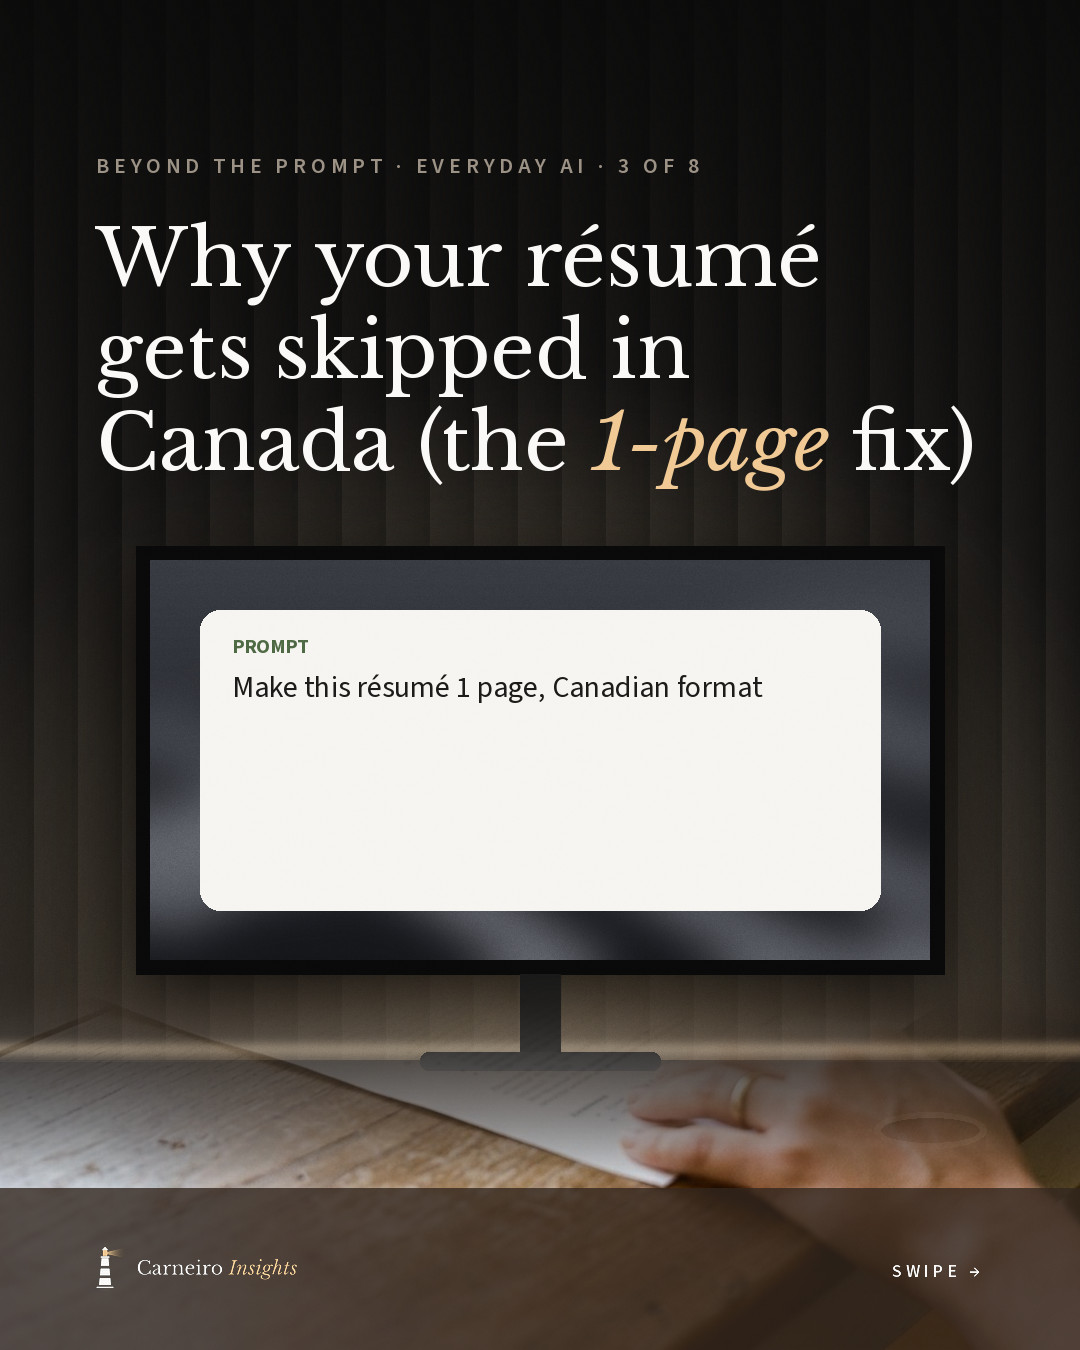 BEYOND THE PROMPT · EVERYDAY AI · 3 OF 8
Why your résumé
gets skipped in
Canada (the 1-page fix)
PROMPT
Make this résumé 1 page, Canadian format
Carneiro Insights
SWIPE →